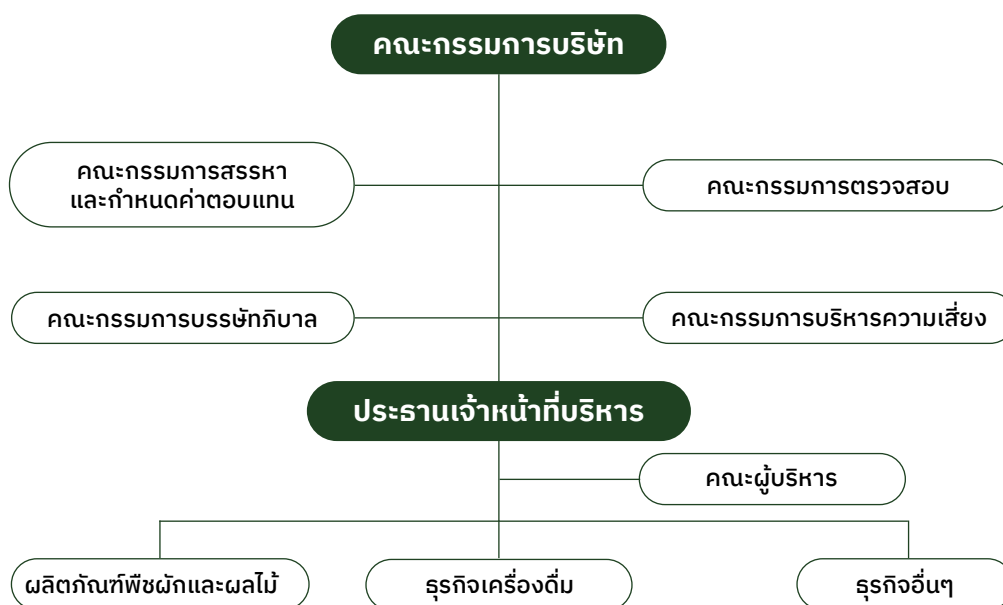 คณะกรรมการบริษัท
คณะกรรมการสรรหา
และกำหนดค่าตอบแทน
คณะกรรมการตรวจสอบ
คณะกรรมการบรรษัทภิบาล
คณะกรรมการบริหารความเสี่ยง
ประธานเจ้าหน้าที่บริหาร
คณะผู้บริหาร
ผลิตภัณฑ์พืชผักและผลไม้
ธุรกิจเครื่องดื่ม
ธุรกิจอื่นๆ